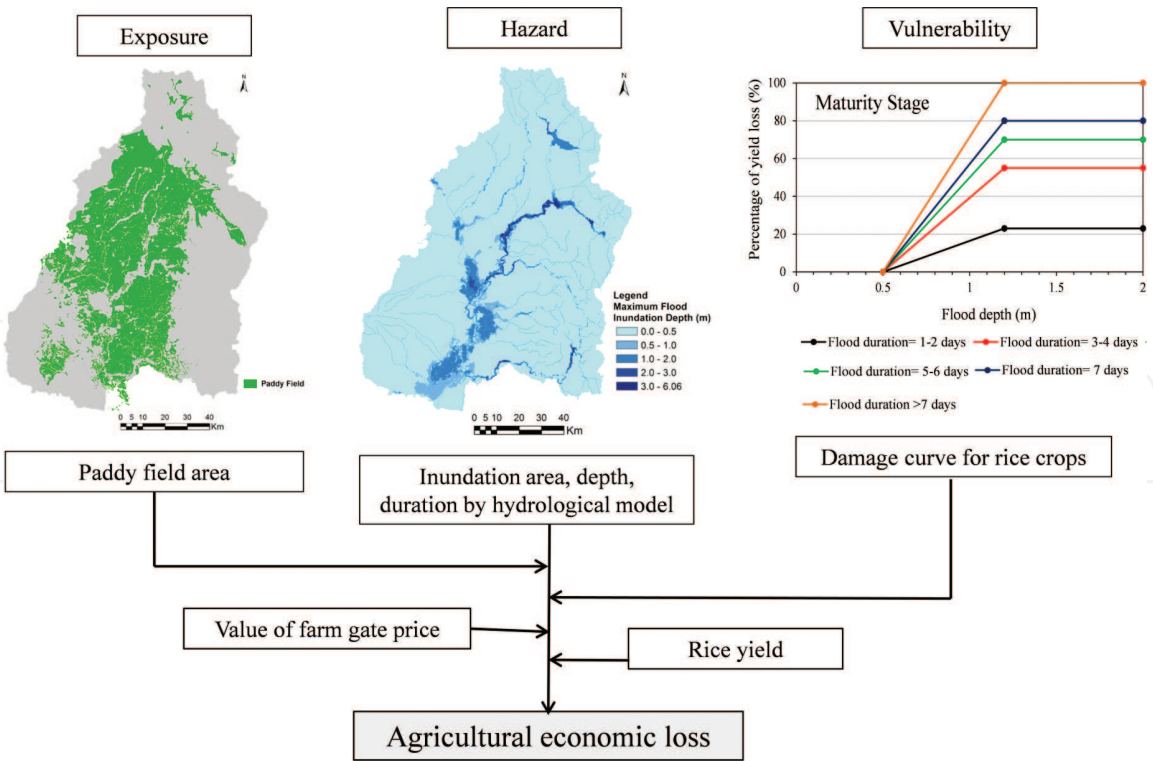 Exposure
Hazard
Vulnerability
N
N
Paddy Field
0 5 10 20 30 40
Km
Legend
Maximum Flood
Inundation Depth (m)
0.0 - 0.5
0.5 - 1.0
1.0 - 2.0
2.0 - 3.0
3.0 - 6.06
0 5 10 20 30 40
Km
Percentage of yield loss (%)
100
80
60
40
20
0
Maturity Stage
0 0.5 1 1.5 2
Flood depth (m)
Flood duration= 1-2 days
Flood duration= 3-4 days
Flood duration= 5-6 days
Flood duration= 7 days
Flood duration >7 days
Paddy field area
Inundation area, depth,
duration by hydrological model
Damage curve for rice crops
Value of farm gate price
Rice yield
Agricultural economic loss